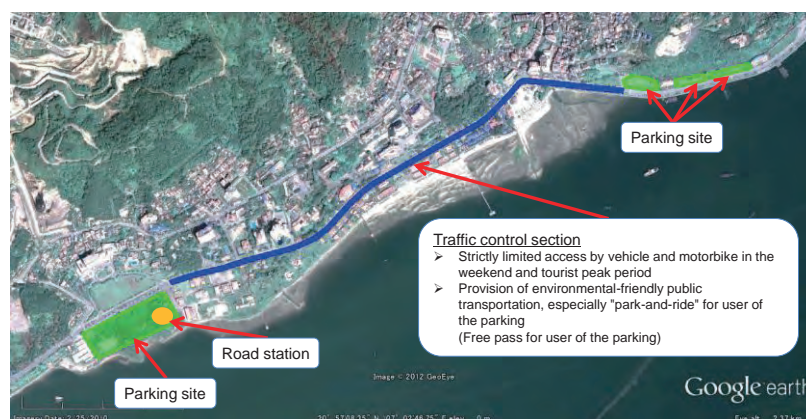 Parking site
Traffic control section
➢ Strictly limited access by vehicle and motorbike in the
weekend and tourist peak period
➢ Provision of environmental-friendly public
transportation, especially "park-and-ride" for user of
the parking
(Free pass for user of the parking)
Road station
Parking site
Image © 2012 GeoEye
Google earth